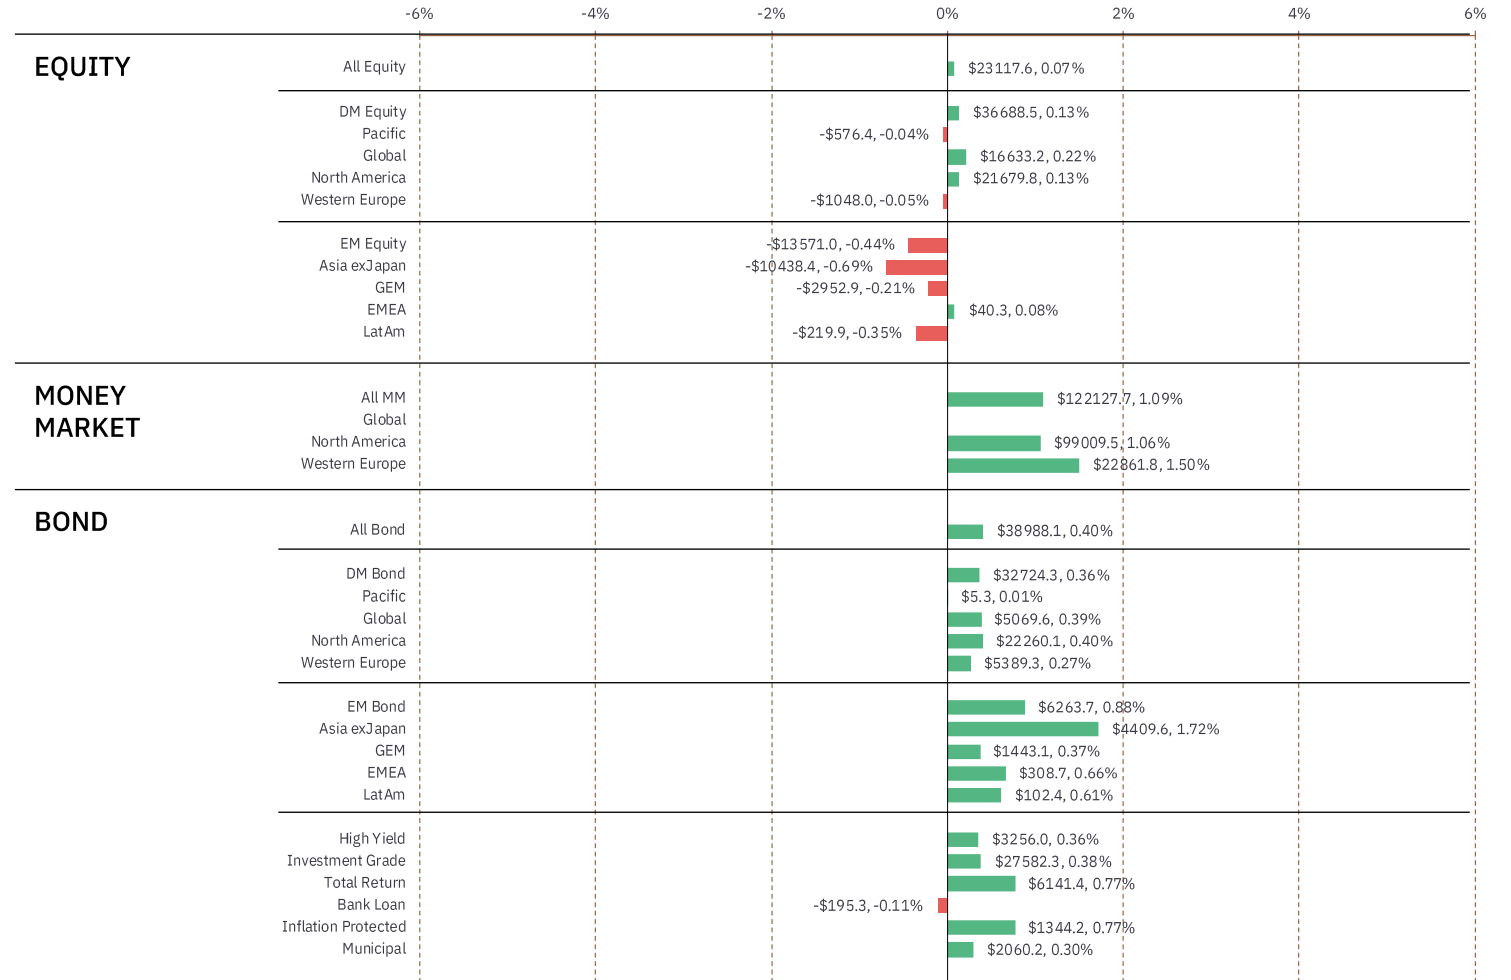 -6% -4% -2% 0% 2% 4% 6%
EQUITY
All Equity $23117.6, 0.07%
DM Equity $36688.5, 0.13%
Pacific -$576.4, -0.04%
Global $16633.2, 0.22%
North America $21679.8, 0.13%
Western Europe -$1048.0, -0.05%
EM Equity -$13571.0, -0.44%
Asia exJapan -$10438.4, -0.69%
GEM -$2952.9, -0.21%
EMEA $40.3, 0.08%
LatAm -$219.9, -0.35%
MONEY
MARKET
All MM $122127.7, 1.09%
Global
North America $99009.5, 1.06%
Western Europe $22861.8, 1.50%
BOND
All Bond $38988.1, 0.40%
DM Bond $32724.3, 0.36%
Pacific $5.3, 0.01%
Global $5069.6, 0.39%
North America $22260.1, 0.40%
Western Europe $5389.3, 0.27%
EM Bond $6263.7, 0.88%
Asia exJapan $4409.6, 1.72%
GEM $1443.1, 0.37%
EMEA $308.7, 0.66%
LatAm $102.4, 0.61%
High Yield $3256.0, 0.36%
Investment Grade $27582.3, 0.38%
Total Return $6141.4, 0.77%
Bank Loan -$195.3, -0.11%
Inflation Protected $1344.2, 0.77%
Municipal $2060.2, 0.30%